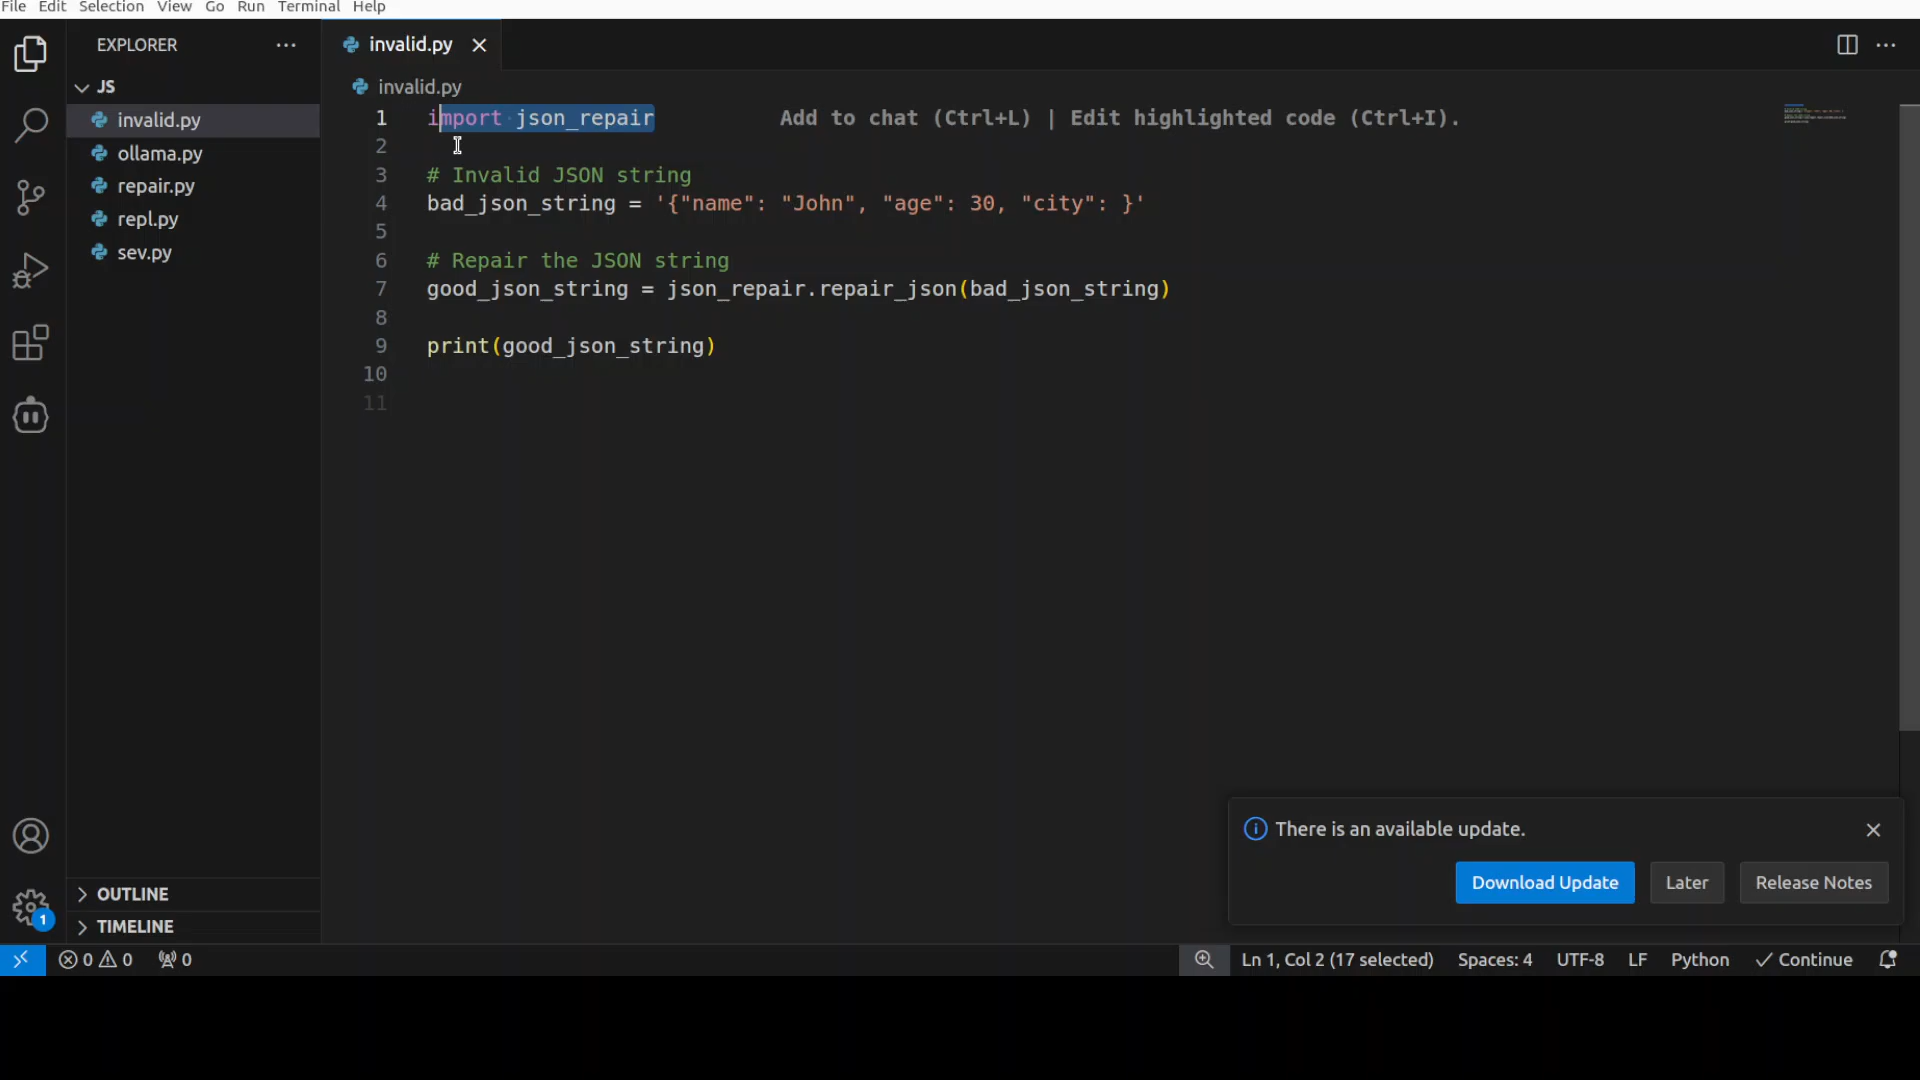 File Edit Selection View Go Run Terminal Help
EXPLORER
invalid.py
JS
invalid.py
ollama.py
repair.py
repl.py
sev.py
invalid.py
1 import json_repair Add to chat (Ctrl+L) | Edit highlighted code (Ctrl+I).
2
3 # Invalid JSON string
4 bad_json_string = '{"name": "John", "age": 30, "city": }'
5
6 # Repair the JSON string
7 good_json_string = json_repair.repair_json(bad_json_string)
8
9 print(good_json_string)
10
11
There is an available update.
Download Update Later Release Notes
OUTLINE
TIMELINE
1
0 0 0 Ln 1, Col 2 (17 selected) Spaces: 4 UTF-8 LF Python Continue